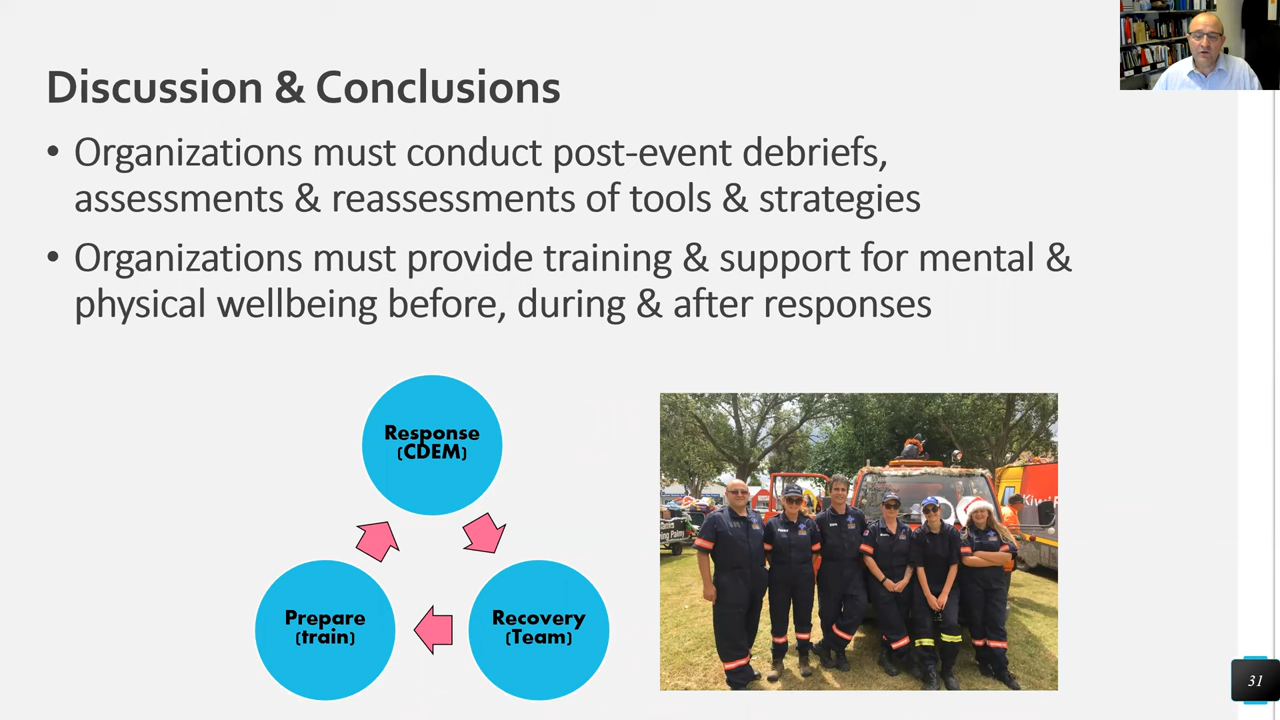 Discussion & Conclusions
• Organizations must conduct post-event debriefs,
assessments & reassessments of tools & strategies
• Organizations must provide training & support for mental &
physical wellbeing before, during & after responses
Response
(CDEM)
Prepare
(train)
Recovery
(Team)
31